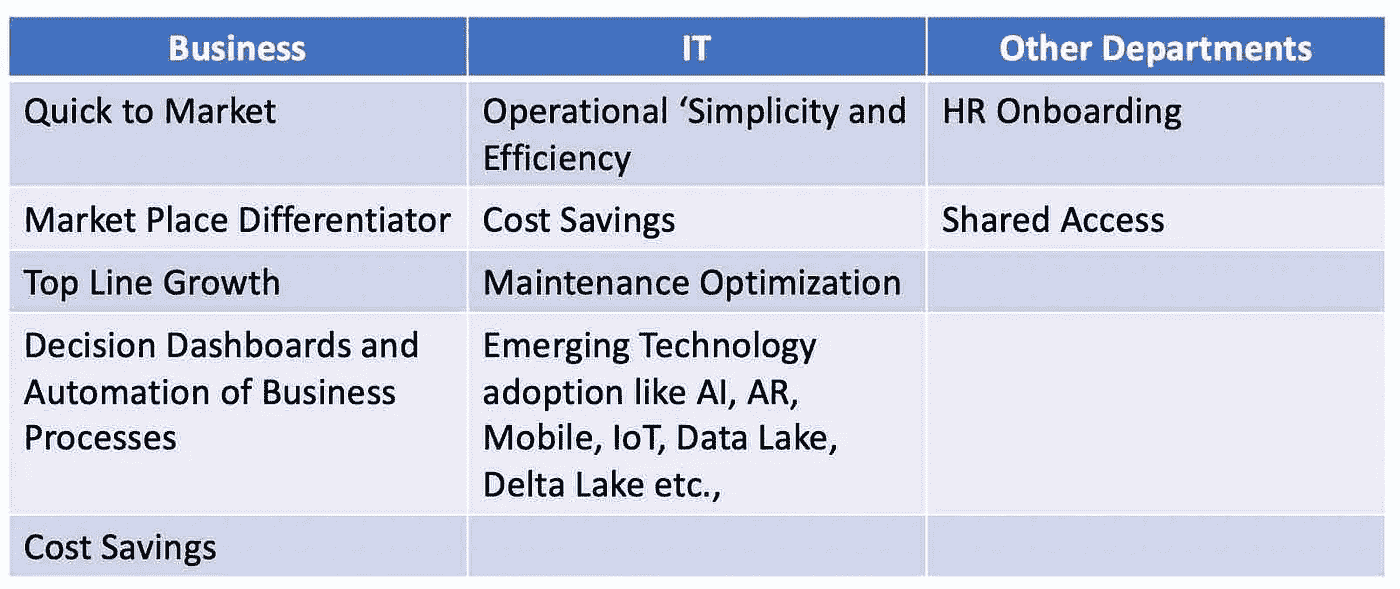 Business IT Other Departments
Quick to Market
Operational ‘Simplicity and
Efficiency
HR Onboarding
Market Place Differentiator
Cost Savings
Shared Access
Top Line Growth
Maintenance Optimization
Decision Dashboards and
Automation of Business
Processes
Emerging Technology
adoption like AI, AR,
Mobile, IoT, Data Lake,
Delta Lake etc.,
Cost Savings